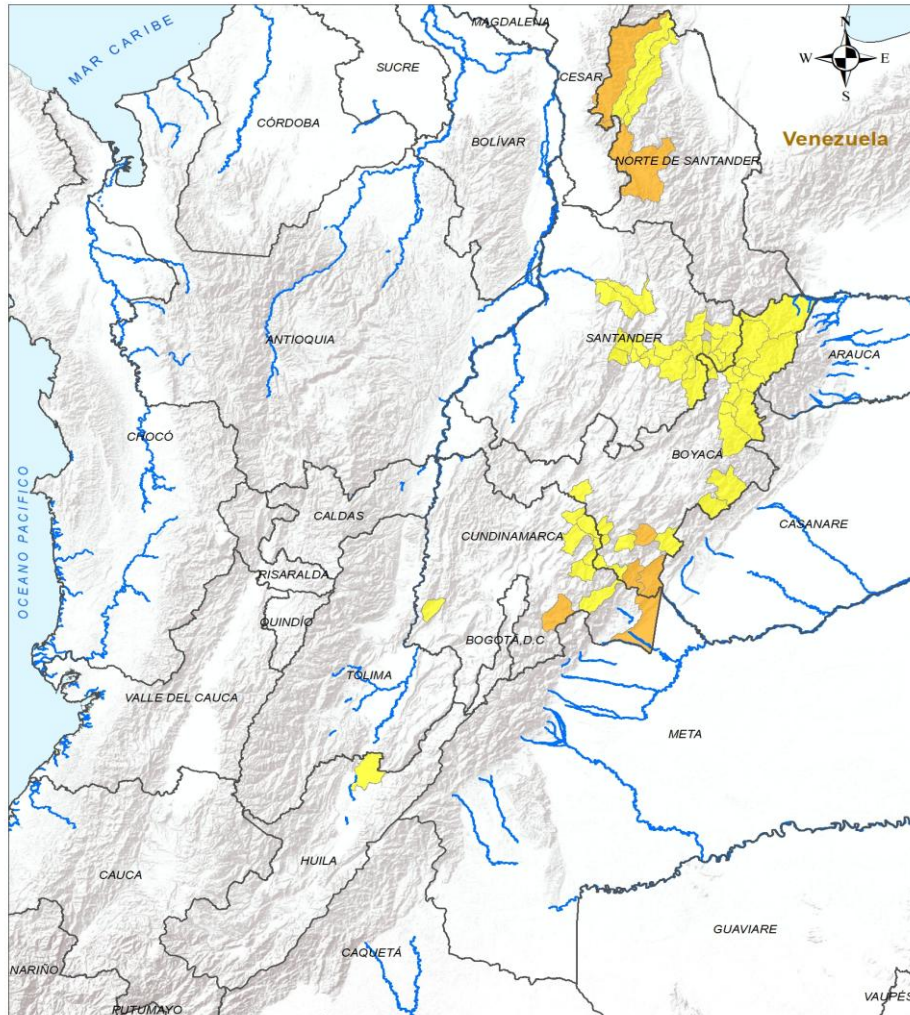 MAGDALENA
N
MAR CARIBE
W
E
SUCRE
CESAR
S
CÓRDOBA
BOLÍVAR
Venezuela
NORTE DE SANTANDER
ANTIOQUIA
SANTANDER
ARAUCA
CHOCÓ
BOYACÁ
OCEANO PACIFICO
CALDAS
CUNDINAMARCA
CASANARE
RISARALDA
QUINDÍO
BOGOTÁ,D.C
TOLIMA
VALLE DEL CAUCA
META
HUILA
CAUCA
GUAVIARE
CAQUETÁ
NARIÑO
VAUPÉS
PUTUMAYO